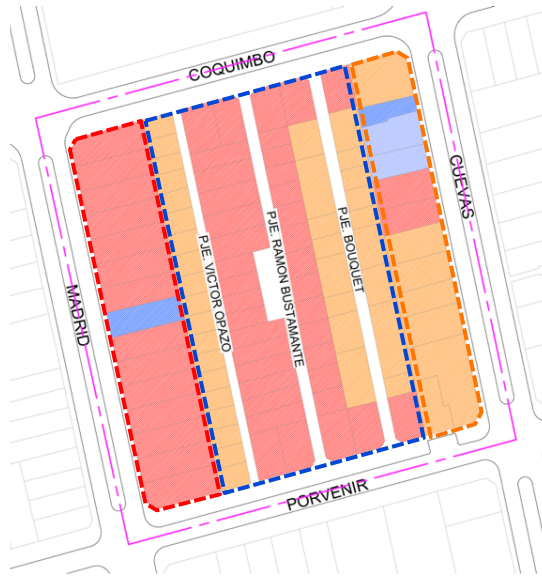 COQUIMBO
CUEVAS
PJE. BOUQUET
PJE. RAMON BUSTAMANTE
PJE. VICTOR OPAZO
MADRID
PORVENIR